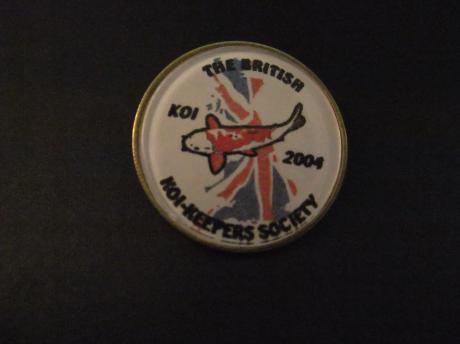 THE BRITISH
KOI
2004
KOI-KEEPERS SOCIETY